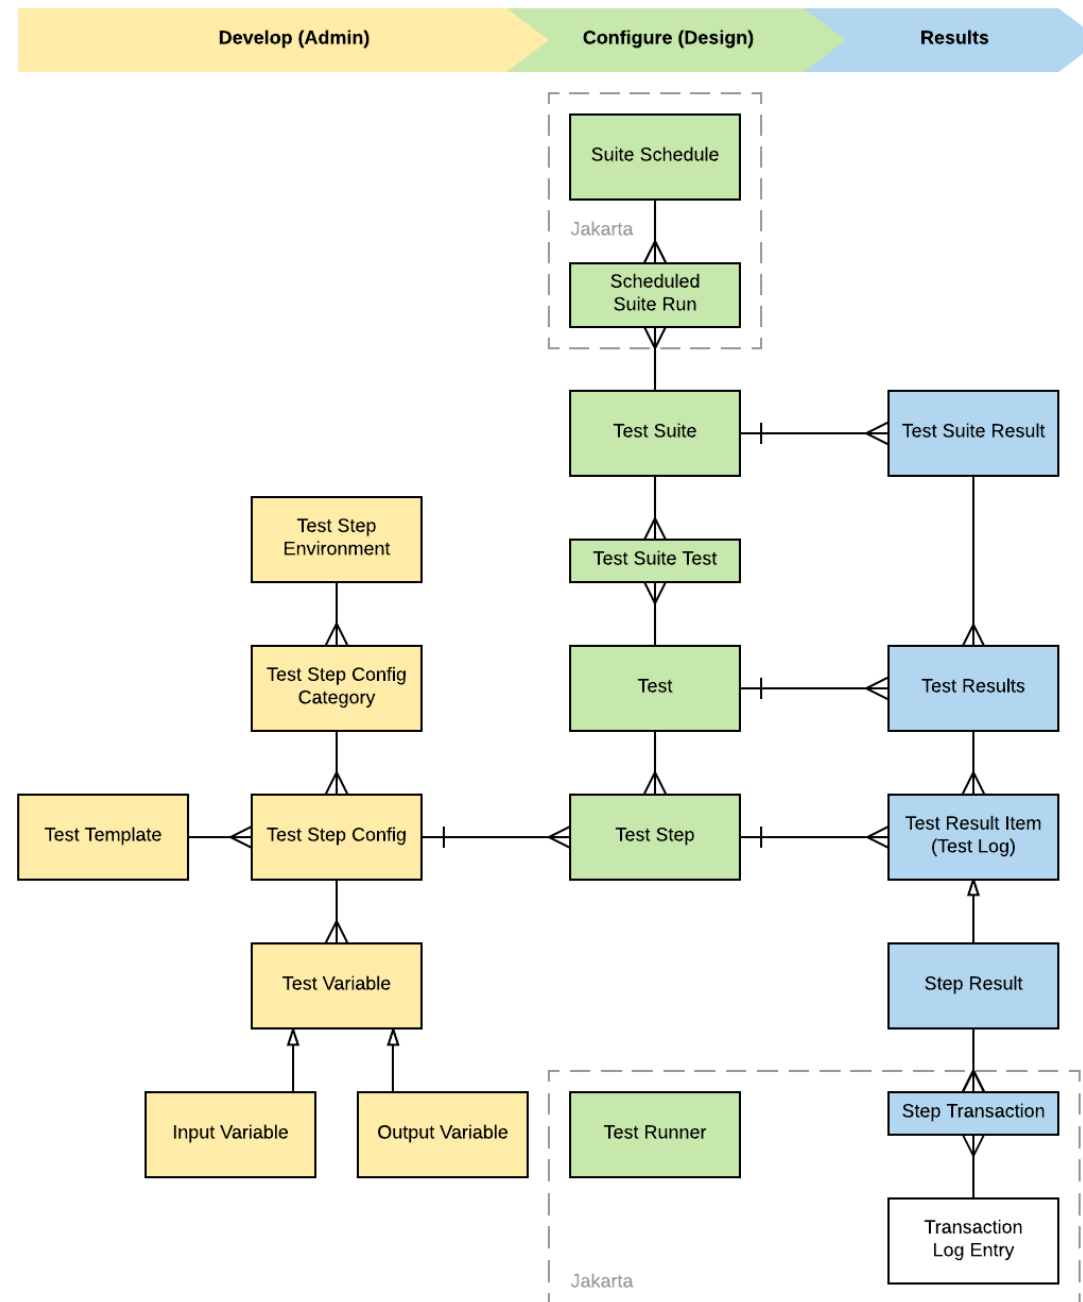 Develop (Admin)
Configure (Design)
Results
Suite Schedule
Jakarta
Scheduled
Suite Run
Test Suite
Test Suite Result
Test Step
Environment
Test Suite Test
Test Step Config
Category
Test
Test Results
Test Template
Test Step Config
Test Step
Test Result Item
(Test Log)
Test Variable
Step Result
Input Variable
Output Variable
Test Runner
Step Transaction
Transaction
Log Entry
Jakarta